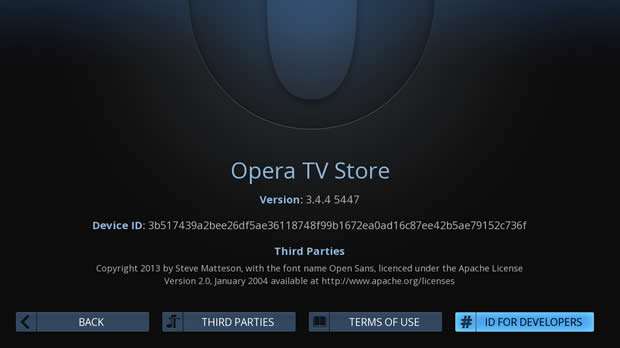 Opera TV Store
Version: 3.4.4 5447
Device ID: 3b517439a2bee26df5ae36118748f99b1672ea0ad16c87ee42b5ae79152c736f
Third Parties
Copyright 2013 by Steve Matteson, with the font name Open Sans, licenced under the Apache License
Version 2.0, January 2004 available at http://www.apache.org/licenses
BACK
THIRD PARTIES
TERMS OF USE
# ID FOR DEVELOPERS